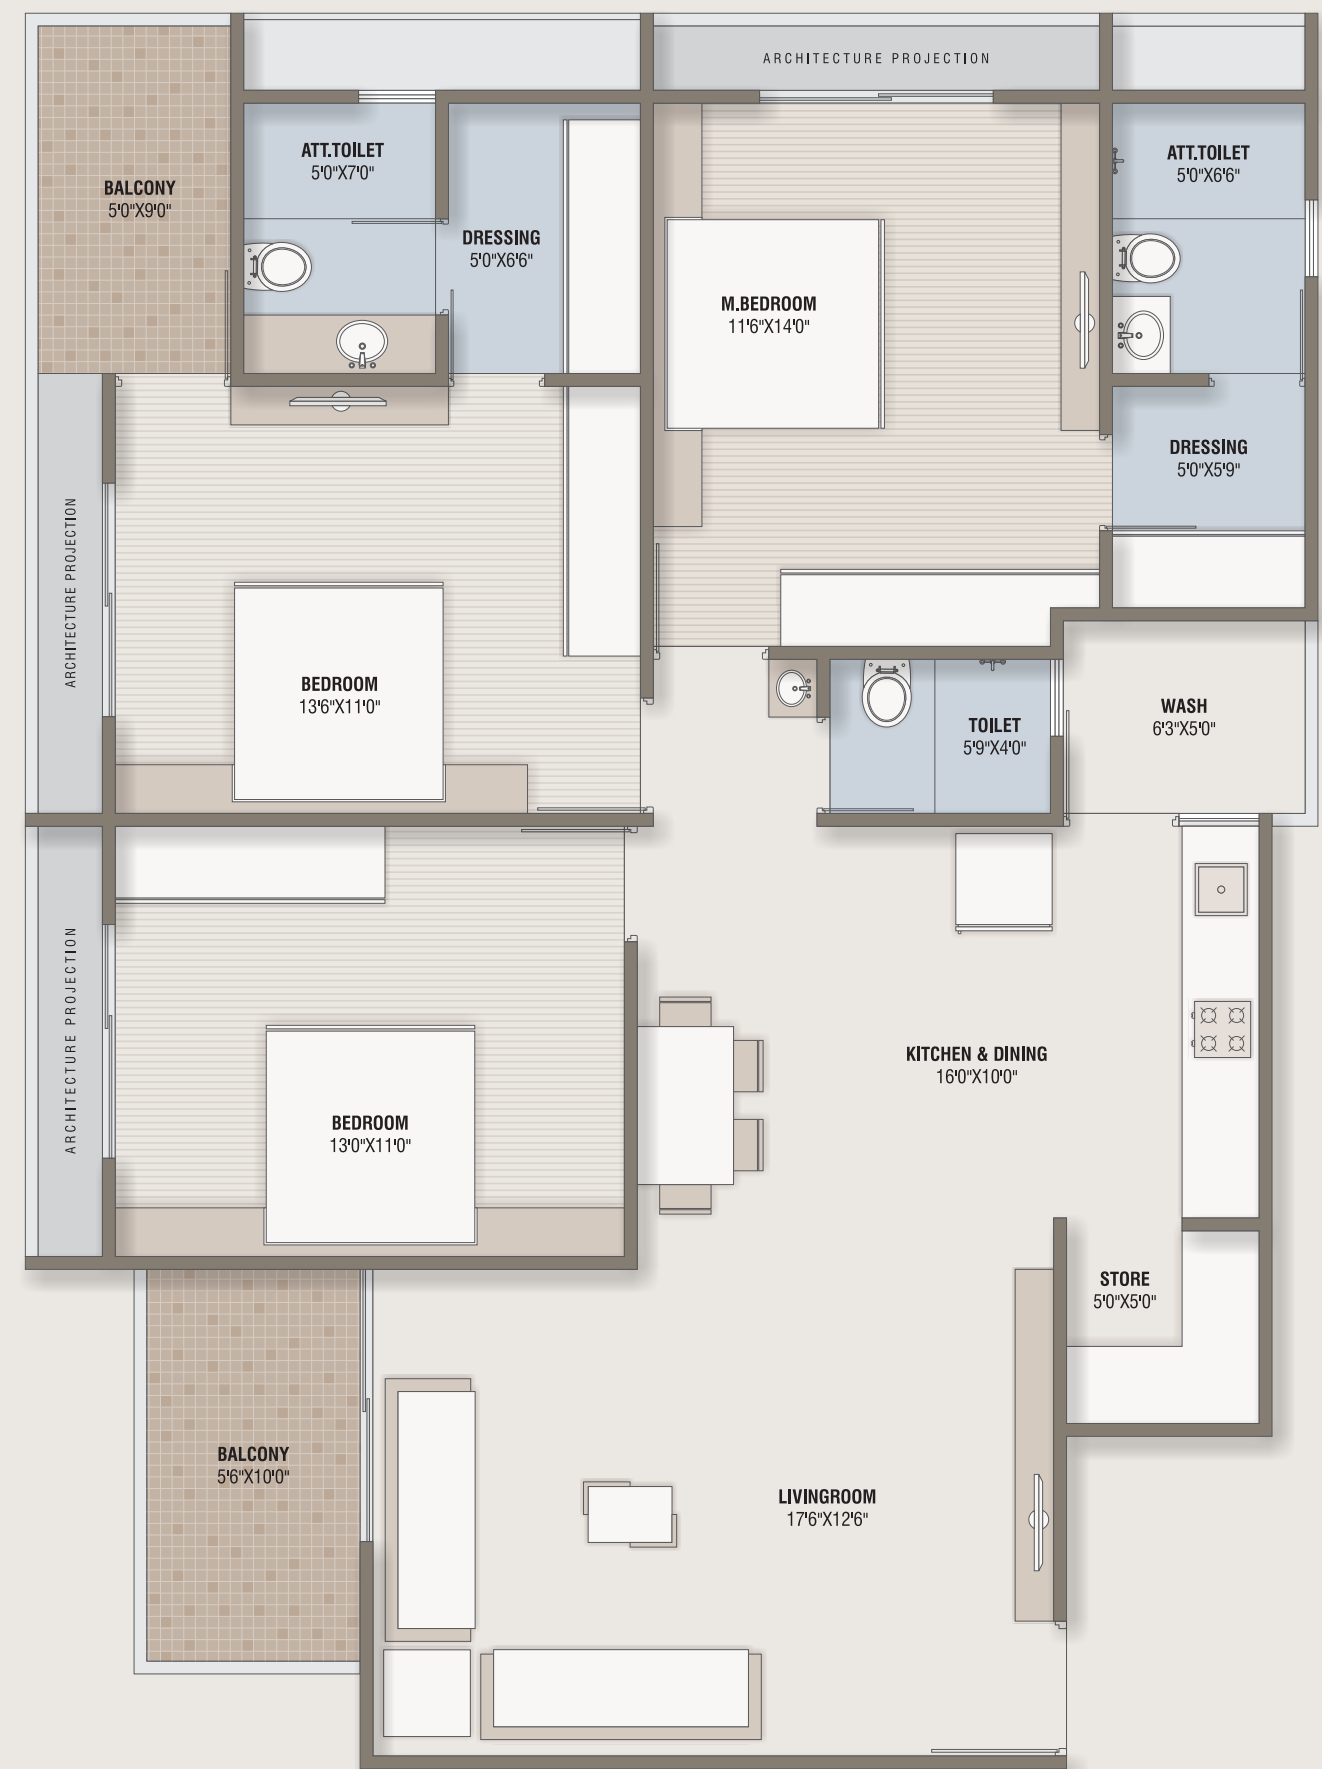 ARCHITECTURE PROJECTION
ATT.TOILET
5'0"X7'0"
ATT.TOILET
5'0"X6'6"
BALCONY
5'0"X9'0"
DRESSING
5'0"X6'6"
M.BEDROOM
11'6"X14'0"
DRESSING
5'0"X5'9"
ARCHITECTURE PROJECTION
BEDROOM
13'6"X11'0"
TOILET
5'9"X4'0"
WASH
6'3"X5'0"
ARCHITECTURE PROJECTION
KITCHEN & DINING
16'0"X10'0"
BEDROOM
13'0"X11'0"
STORE
5'0"X5'0"
BALCONY
5'6"X10'0"
LIVINGROOM
17'6"X12'6"